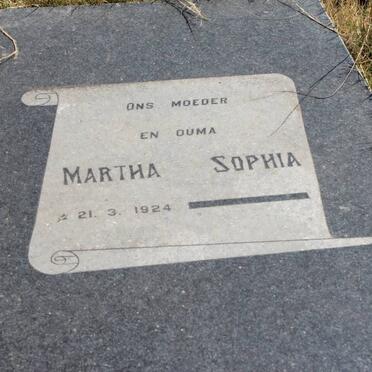 ONS MOEDER
EN OUMA
MARTHA SOPHIA
* 21. 3. 1924